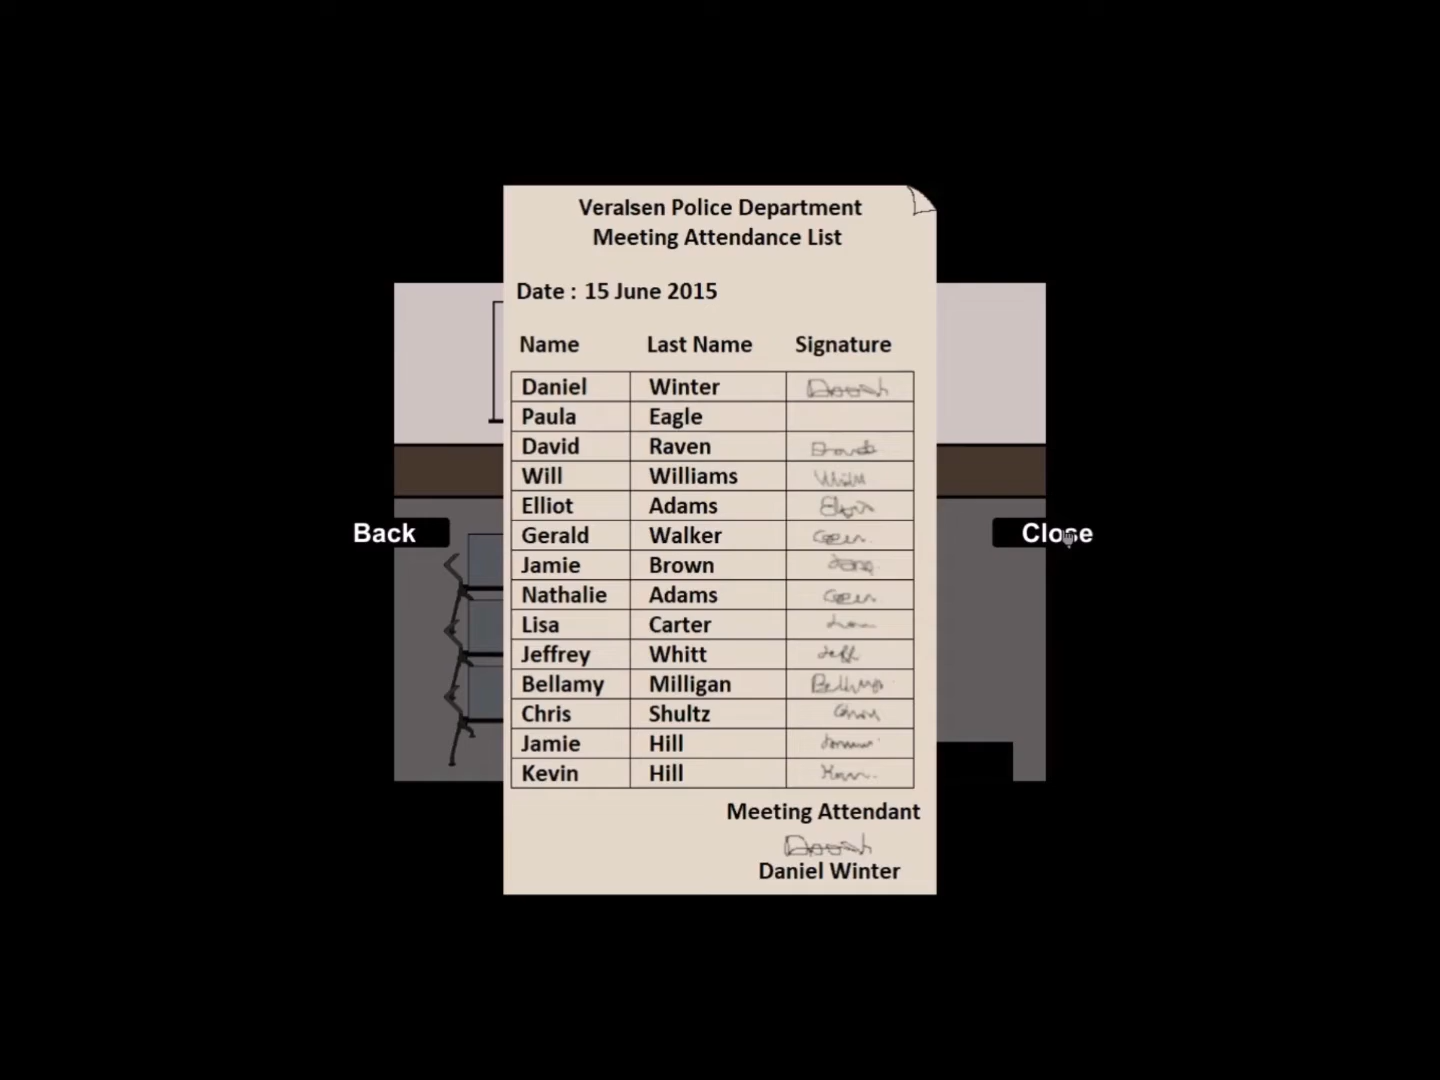 Veralsen Police Department
Meeting Attendance List
Date : 15 June 2015
Name Last Name Signature
Daniel Winter
Paula Eagle
David Raven
Will Williams
Elliot Adams
Gerald Walker
Jamie Brown
Nathalie Adams
Lisa Carter
Jeffrey Whitt Jeff
Bellamy Milligan
Chris Shultz
Jamie Hill
Kevin Hill
Back
Close
Meeting Attendant
Daniel Winter